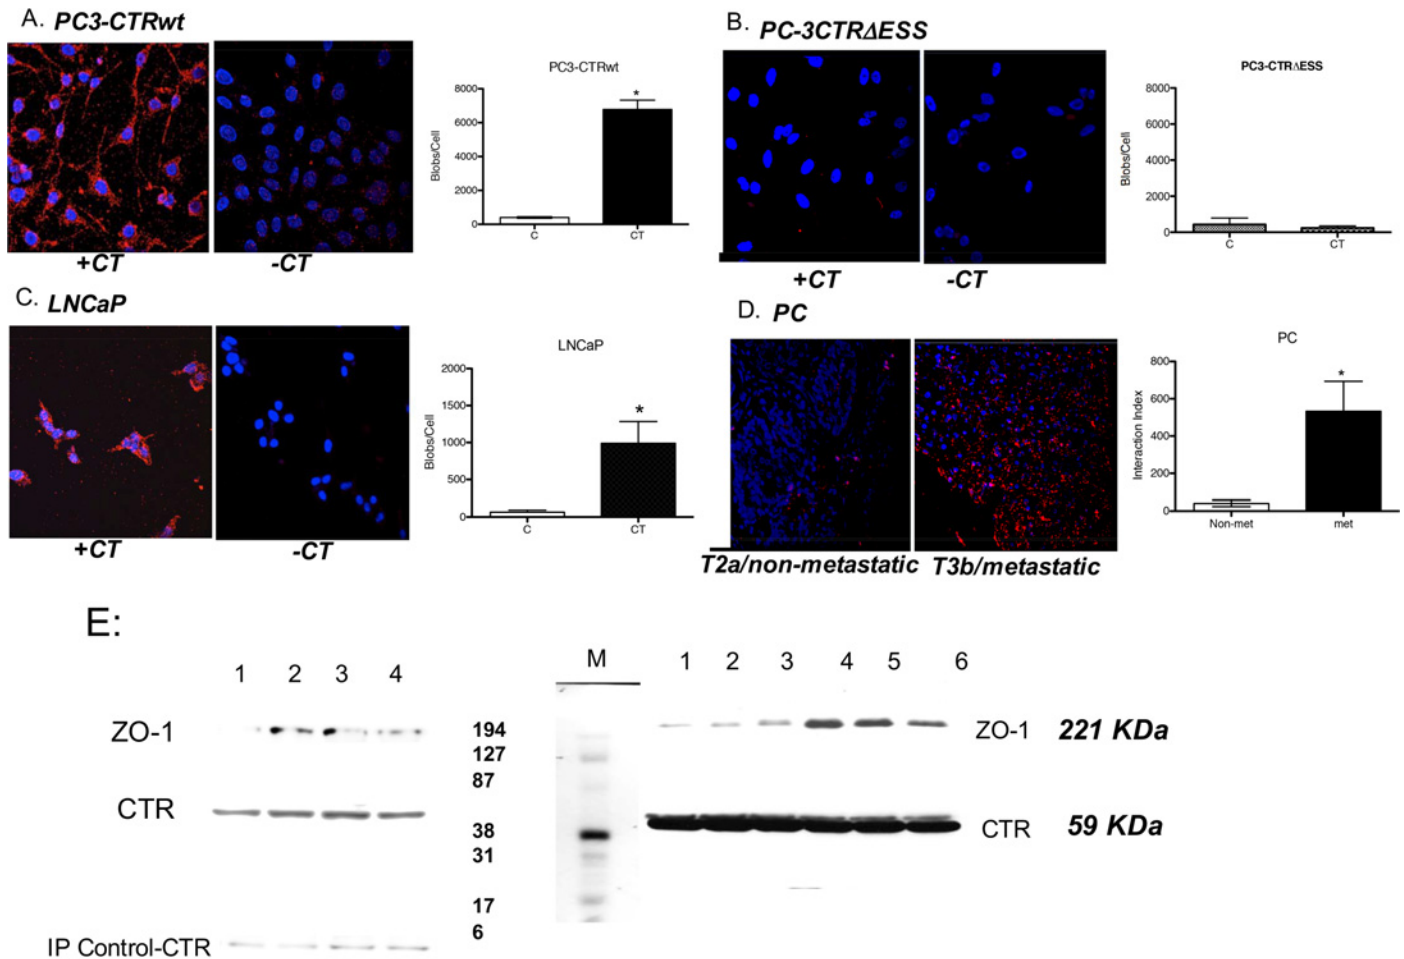 A. PC3-CTRwt
+CT
-CT
PC3-CTRwt
8000
6000
4000
2000
0
Blobs/Cell
*
C
CT
B. PC-3CTRΔESS
+CT
-CT
PC3-CTRΔESS
8000
6000
4000
2000
0
Blobs/Cell
C
CT
C. LNCaP
+CT
-CT
LNCaP
2000
1500
1000
500
0
Blobs/Cell
*
C
CT
D. PC
T2a/non-metastatic
T3b/metastatic
PC
800
600
400
200
0
Interaction Index
*
Non-met
met
E:
1 2 3 4
ZO-1
CTR
IP Control-CTR
194
127
87
38
31
17
6
M 1 2 3 4 5 6
ZO-1 221 KDa
CTR 59 KDa